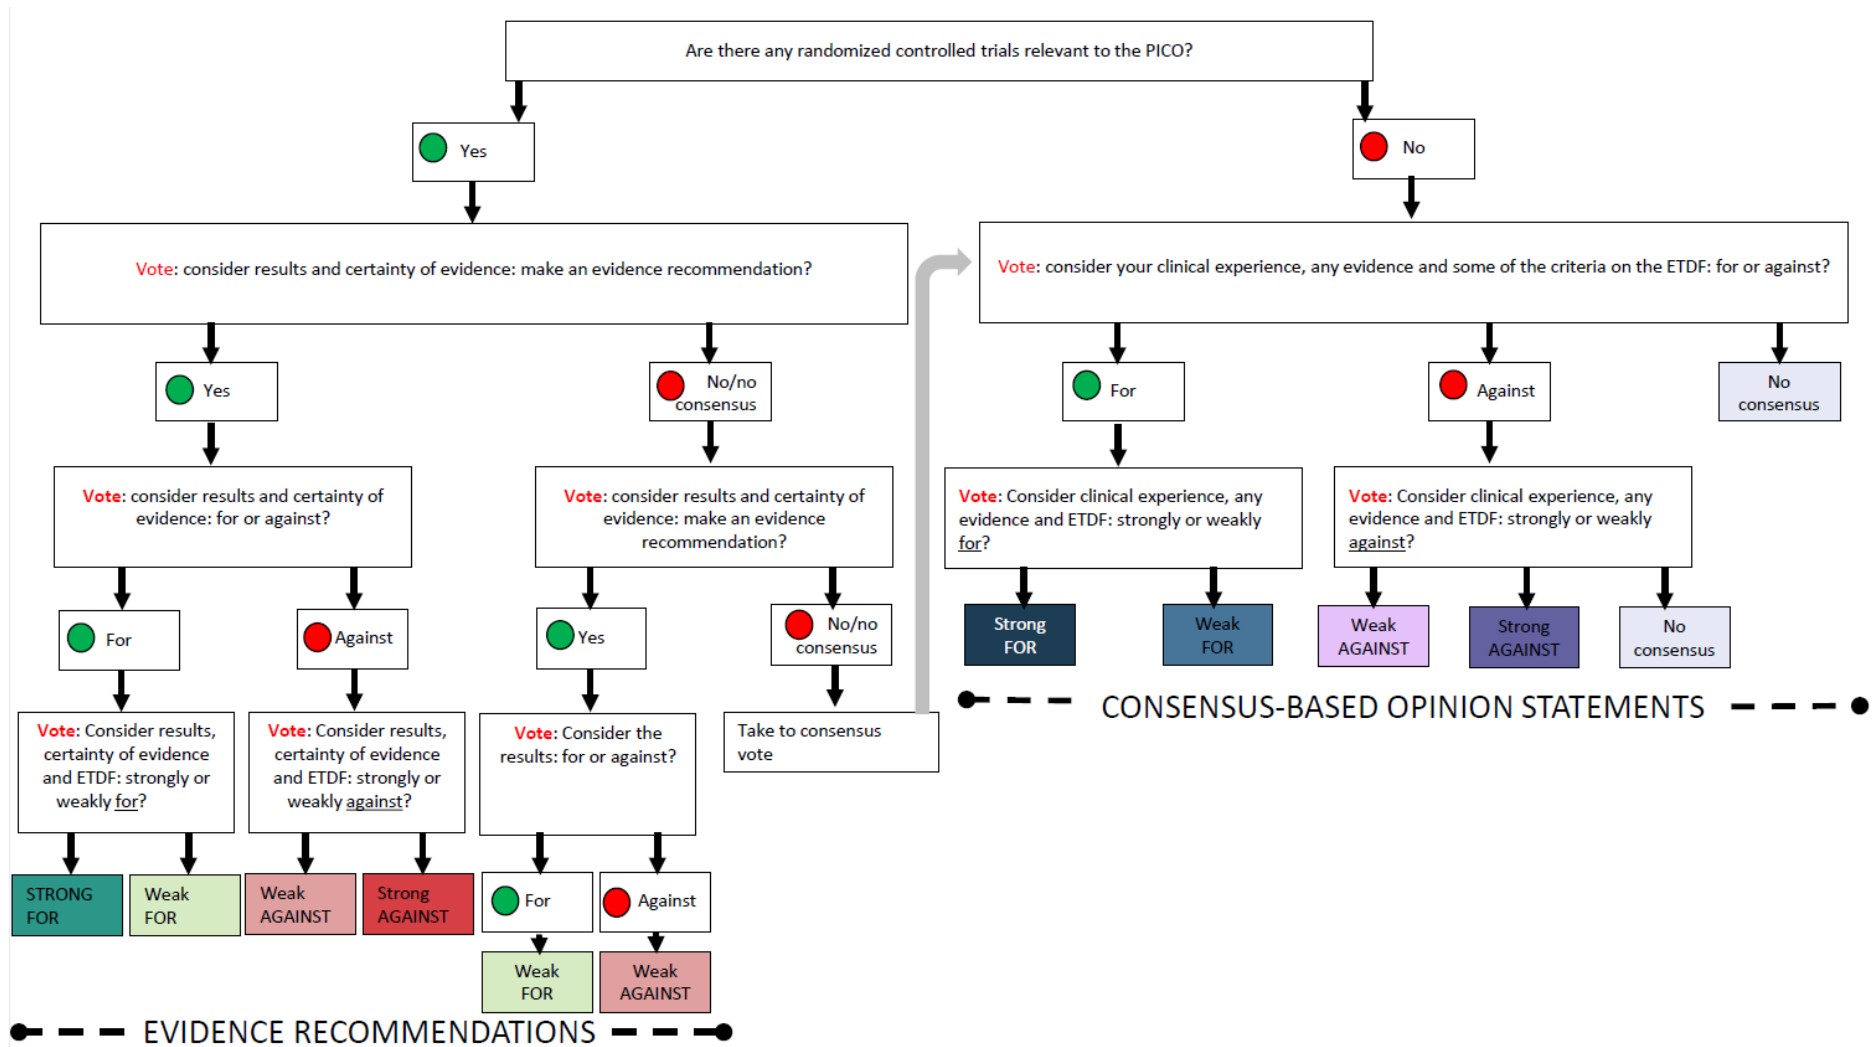 Are there any randomized controlled trials relevant to the PICO?
Yes
No
Vote: consider results and certainty of evidence: make an evidence recommendation?
Vote: consider your clinical experience, any evidence and some of the criteria on the ETDF: for or against?
Yes
No/no
consensus
For
Against
No
consensus
Vote: consider results and certainty of
evidence: for or against?
Vote: consider results and certainty of
evidence: make an evidence
recommendation?
Vote: Consider clinical experience, any
evidence and ETDF: strongly or weakly
for?
Vote: Consider clinical experience, any
evidence and ETDF: strongly or weakly
against?
For
Against
Yes
No/no
consensus
Strong
FOR
Weak
FOR
Weak
AGAINST
Strong
AGAINST
No
consensus
CONSENSUS-BASED OPINION STATEMENTS
Vote: Consider results,
certainty of evidence
and ETDF: strongly or
weakly for?
Vote: Consider results,
certainty of evidence
and ETDF: strongly or
weakly against?
Vote: Consider the
results: for or against?
Take to consensus
vote
STRONG
FOR
Weak
FOR
Weak
AGAINST
Strong
AGAINST
For
Against
Weak
FOR
Weak
AGAINST
EVIDENCE RECOMMENDATIONS